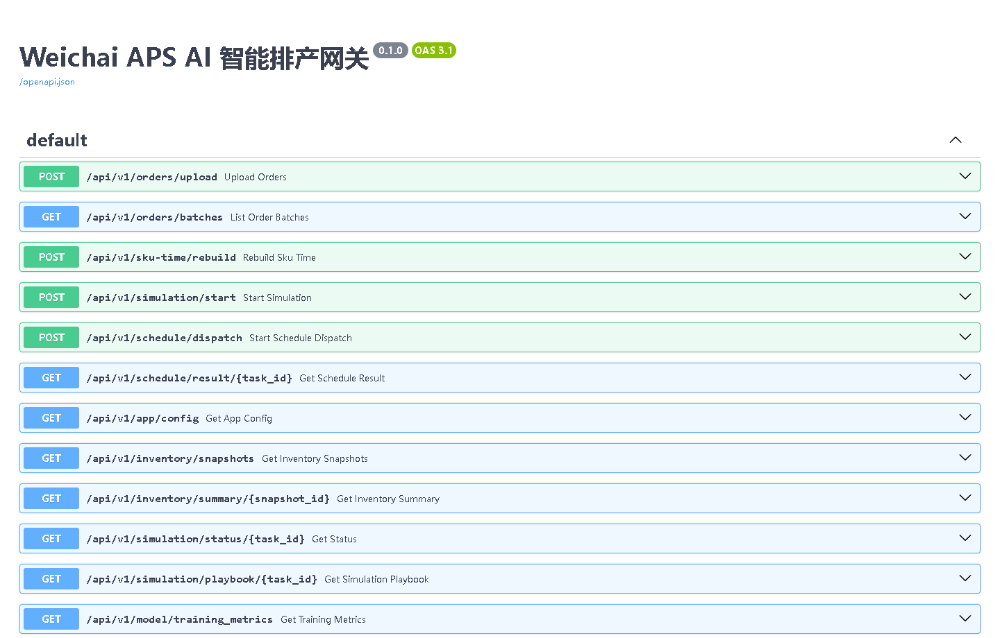 Weichai APS AI 智能排产网关 0.1.0 OAS 3.1
/openapi.json
default
POST /api/v1/orders/upload Upload Orders
GET /api/v1/orders/batches List Order Batches
POST /api/v1/sku-time/rebuild Rebuild Sku Time
POST /api/v1/simulation/start Start Simulation
POST /api/v1/schedule/dispatch Start Schedule Dispatch
GET /api/v1/schedule/result/{task_id} Get Schedule Result
GET /api/v1/app/config Get App Config
GET /api/v1/inventory/snapshots Get Inventory Snapshots
GET /api/v1/inventory/summary/{snapshot_id} Get Inventory Summary
GET /api/v1/simulation/status/{task_id} Get Status
GET /api/v1/simulation/playbook/{task_id} Get Simulation Playbook
GET /api/v1/model/training_metrics Get Training Metrics